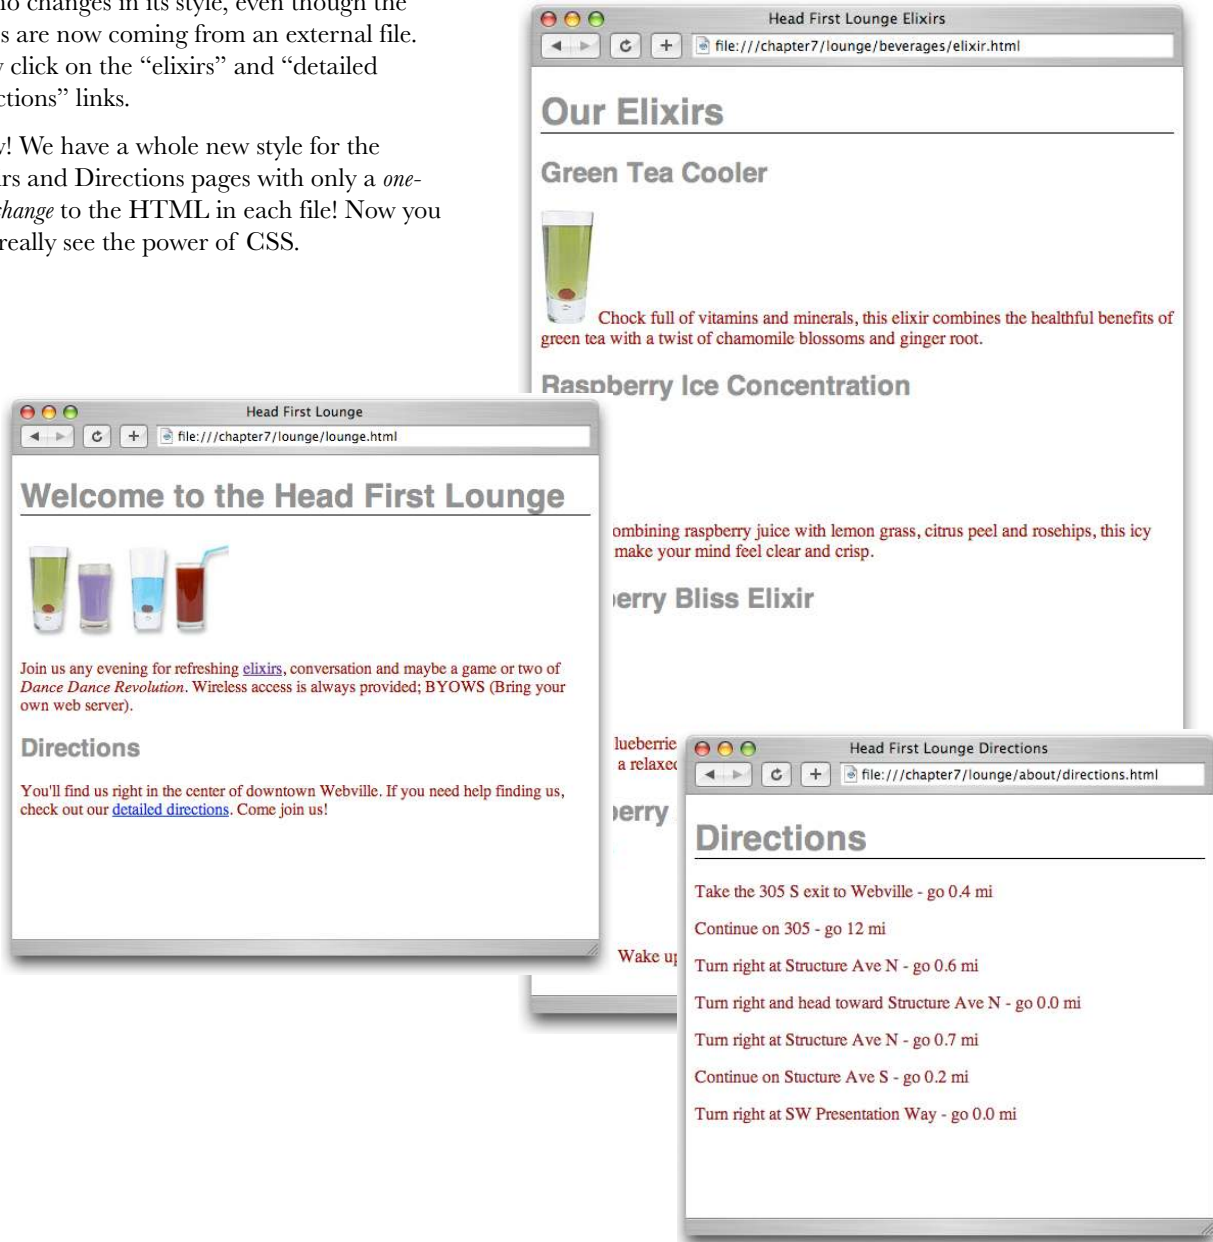 no changes in its style, even though the
s are now coming from an external file.
click on the “elixirs” and “detailed
ctions” links.
! We have a whole new style for the
rs and Directions pages with only a one-
change to the HTML in each file! Now you
really see the power of CSS.
Head First Lounge Elixirs
file:///chapter7/lounge/beverages/elixir.html
Our Elixirs
Green Tea Cooler
Chock full of vitamins and minerals, this elixir combines the healthful benefits of
green tea with a twist of chamomile blossoms and ginger root.
Raspberry Ice Concentration
ombining raspberry juice with lemon grass, citrus peel and rosehips, this icy
make your mind feel clear and crisp.
erry Bliss Elixir
lueberrie
a relaxed
erry
Wake up
Head First Lounge
file:///chapter7/lounge/lounge.html
Welcome to the Head First Lounge
Join us any evening for refreshing elixirs, conversation and maybe a game or two of
Dance Dance Revolution. Wireless access is always provided; BYOWS (Bring your
own web server).
Directions
You'll find us right in the center of downtown Webville. If you need help finding us,
check out our detailed directions. Come join us!
Head First Lounge Directions
file:///chapter7/lounge/about/directions.html
Directions
Take the 305 S exit to Webville - go 0.4 mi
Continue on 305 - go 12 mi
Turn right at Structure Ave N - go 0.6 mi
Turn right and head toward Structure Ave N - go 0.0 mi
Turn right at Structure Ave N - go 0.7 mi
Continue on Stucture Ave S - go 0.2 mi
Turn right at SW Presentation Way - go 0.0 mi